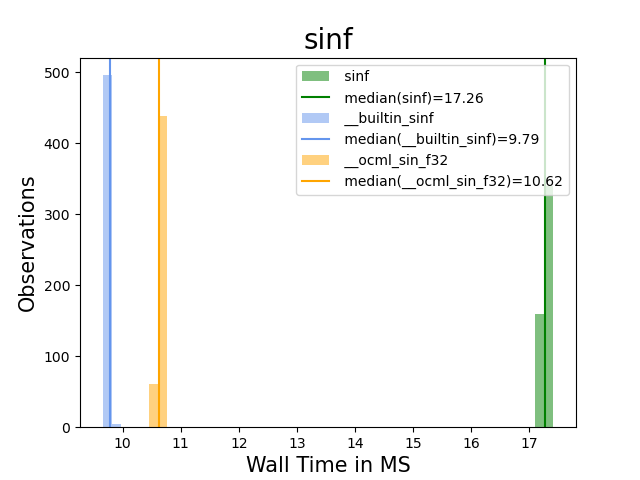 sinf
500
400
300
200
100
0
Observations
sinf
median(sinf)=17.26
__builtin_sinf
median(__builtin_sinf)=9.79
__ocml_sin_f32
median(__ocml_sin_f32)=10.62
10 11 12 13 14 15 16 17
Wall Time in MS